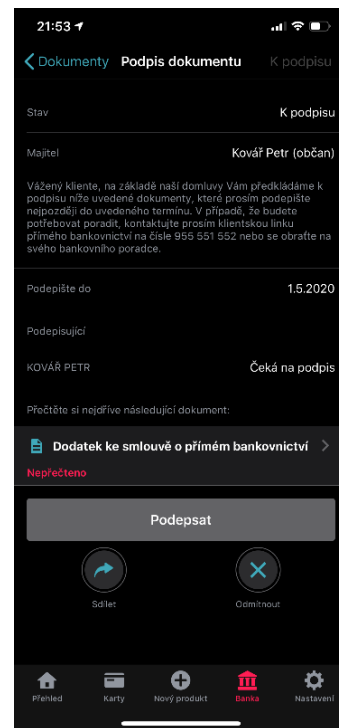 21:53
Dokumenty Podpis dokumentu K podpisu
Stav K podpisu
Majitel Kovář Petr (občan)
Vážený kliente, na základě naší domluvy Vám předkládáme k
podpisu níže uvedené dokumenty, které prosím podepište
nejpozději do uvedeného termínu. V případě, že budete
potřebovat poradit, kontaktujte prosím klientskou linku
přímého bankovnictví na čísle 955 551 552 nebo se obraťte na
svého bankovního poradce.
Podepište do 1.5.2020
Podepisující
KOVÁŘ PETR Čeká na podpis
Přečtěte si nejdříve následující dokument:
Dodatek ke smlouvě o přímém bankovnictví
Nepřečteno
Podepsat
Sdílet Odmítnout
Přehled Karty Nový produkt Banka Nastavení